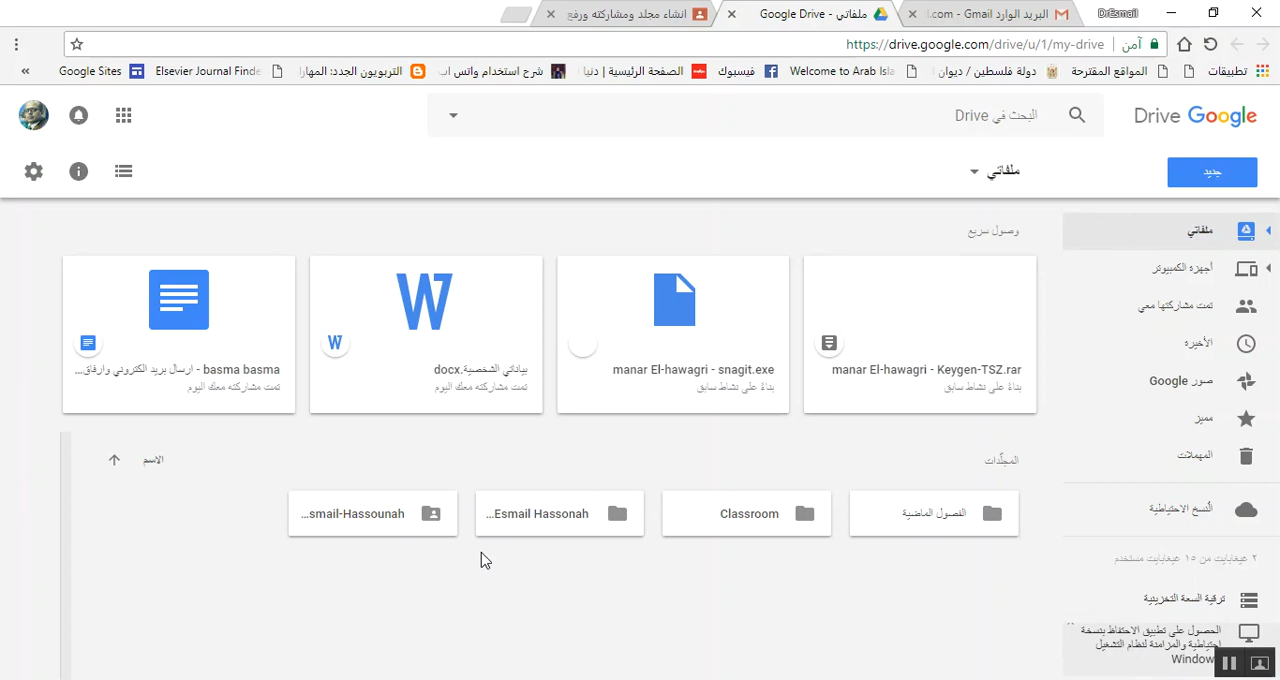 البريد الوارد com - Gmail.
ملفاتي - Google Drive
انشاء مجلد ومشاركته ورفع
DrEsmail
آمن
https://drive.google.com/drive/u/1/my-drive
تطبيقات
المواقع المقترحة
دولة فلسطين / ديوان
Welcome to Arab Isla
فيسبوك
الصفحة الرئيسية | دنيا
شرح استخدام واتس اب
التربويون الجدد: المهارا
Elsevier Journal Finde
Google Sites
Google Drive
البحث في Drive
جديد
ملفاتي
ملفاتي
أجهزة الكمبيوتر
تمت مشاركتها معي
الأخيرة
صور Google
مميز
المهملات
النُسخ الاحتياطية
٢ غيغابايت من ١٥ غيغابايت مستخدم
ترقية السعة التخزينية
الحصول على تطبيق الاحتفاظ بنسخة
احتياطية والمزامنة لنظام التشغيل
Window
وصول سريع
manar El-hawagri - Keygen-TSZ.rar
بناءً على نشاط سابق
manar El-hawagri - snagit.exe
بناءً على نشاط سابق
بياناتي الشخصية.docx
تمت مشاركته معك اليوم
basma basma - ارسال بريد الكتروني وارفاق...
تمت مشاركته معك اليوم
المجلّدات
الاسم
الفصول الماضية
Classroom
Esmail Hassonah...
smail-Hassounah...